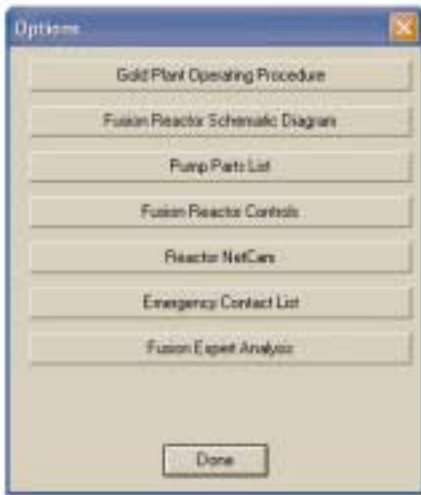 Options
Gold Plant Operating Procedure
Fusion Reactor Schematic Diagram
Pump Parts List
Fusion Reactor Controls
Reactor NetCam
Emergency Contact List
Fusion Expert Analysis
Done